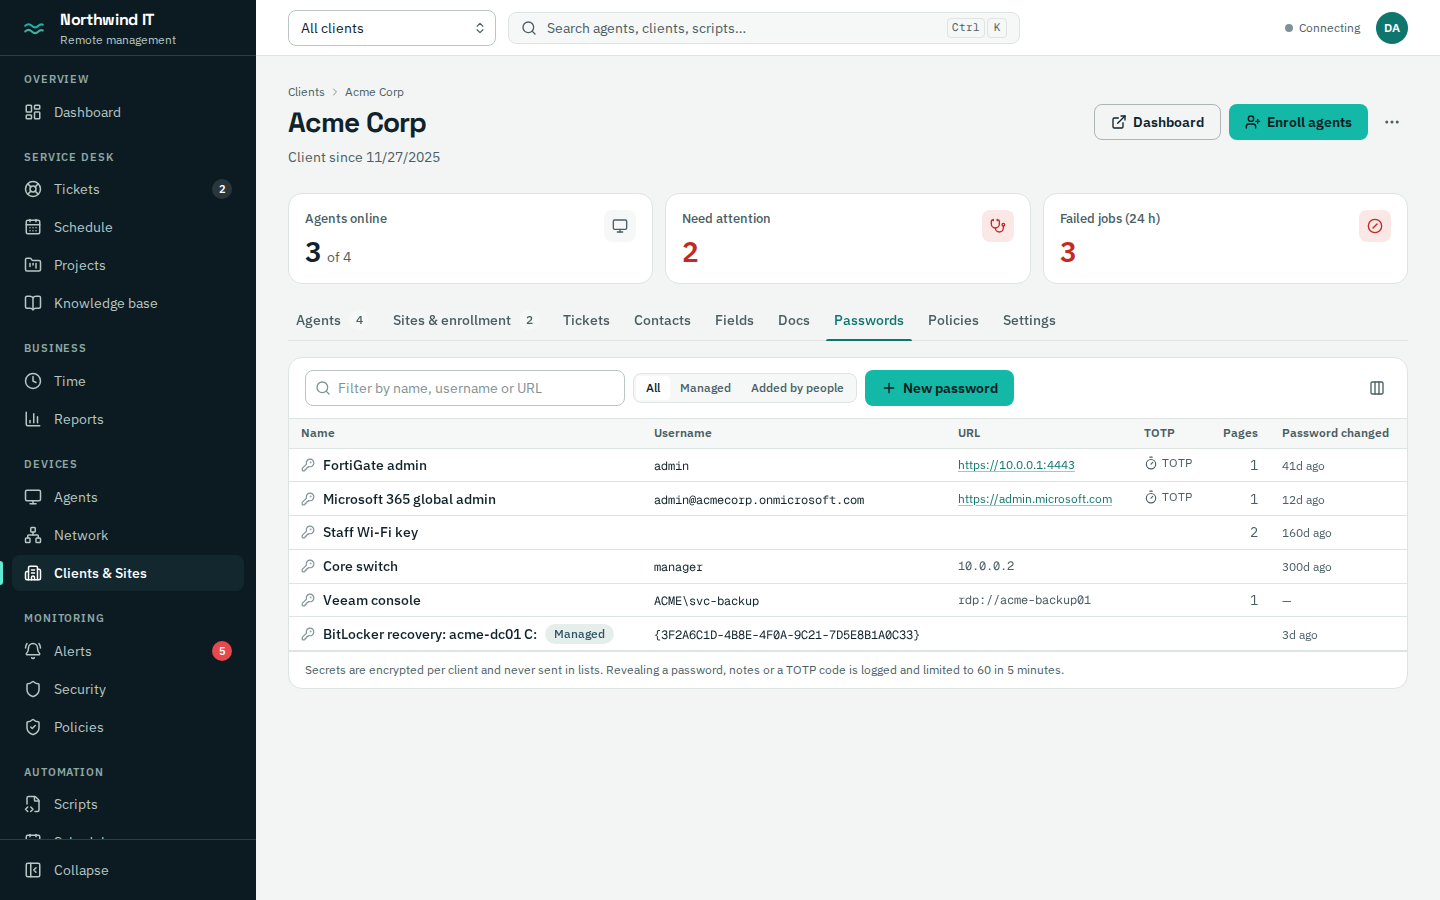 Northwind IT
Remote management
All clients
Search agents, clients, scripts...
Ctrl K
Connecting
DA
OVERVIEW
Dashboard
SERVICE DESK
Tickets 2
Schedule
Projects
Knowledge base
BUSINESS
Time
Reports
DEVICES
Agents
Network
Clients & Sites
MONITORING
Alerts 5
Security
Policies
AUTOMATION
Scripts
Collapse
Clients > Acme Corp
Acme Corp
Client since 11/27/2025
Dashboard
Enroll agents
Agents online
3 of 4
Need attention
2
Failed jobs (24 h)
3
Agents 4 Sites & enrollment 2 Tickets Contacts Fields Docs Passwords Policies Settings
Filter by name, username or URL
All Managed Added by people
+ New password
Name Username URL TOTP Pages Password changed
FortiGate admin admin https://10.0.0.1:4443 TOTP 1 41d ago
Microsoft 365 global admin admin@acmecorp.onmicrosoft.com https://admin.microsoft.com TOTP 1 12d ago
Staff Wi-Fi key 2 160d ago
Core switch manager 10.0.0.2 300d ago
Veeam console ACME\svc-backup rdp://acme-backup01 1 —
BitLocker recovery: acme-dc01 C: Managed {3F2A6C1D-4B8E-4F0A-9C21-7D5E8B1A0C33} 3d ago
Secrets are encrypted per client and never sent in lists. Revealing a password, notes or a TOTP code is logged and limited to 60 in 5 minutes.